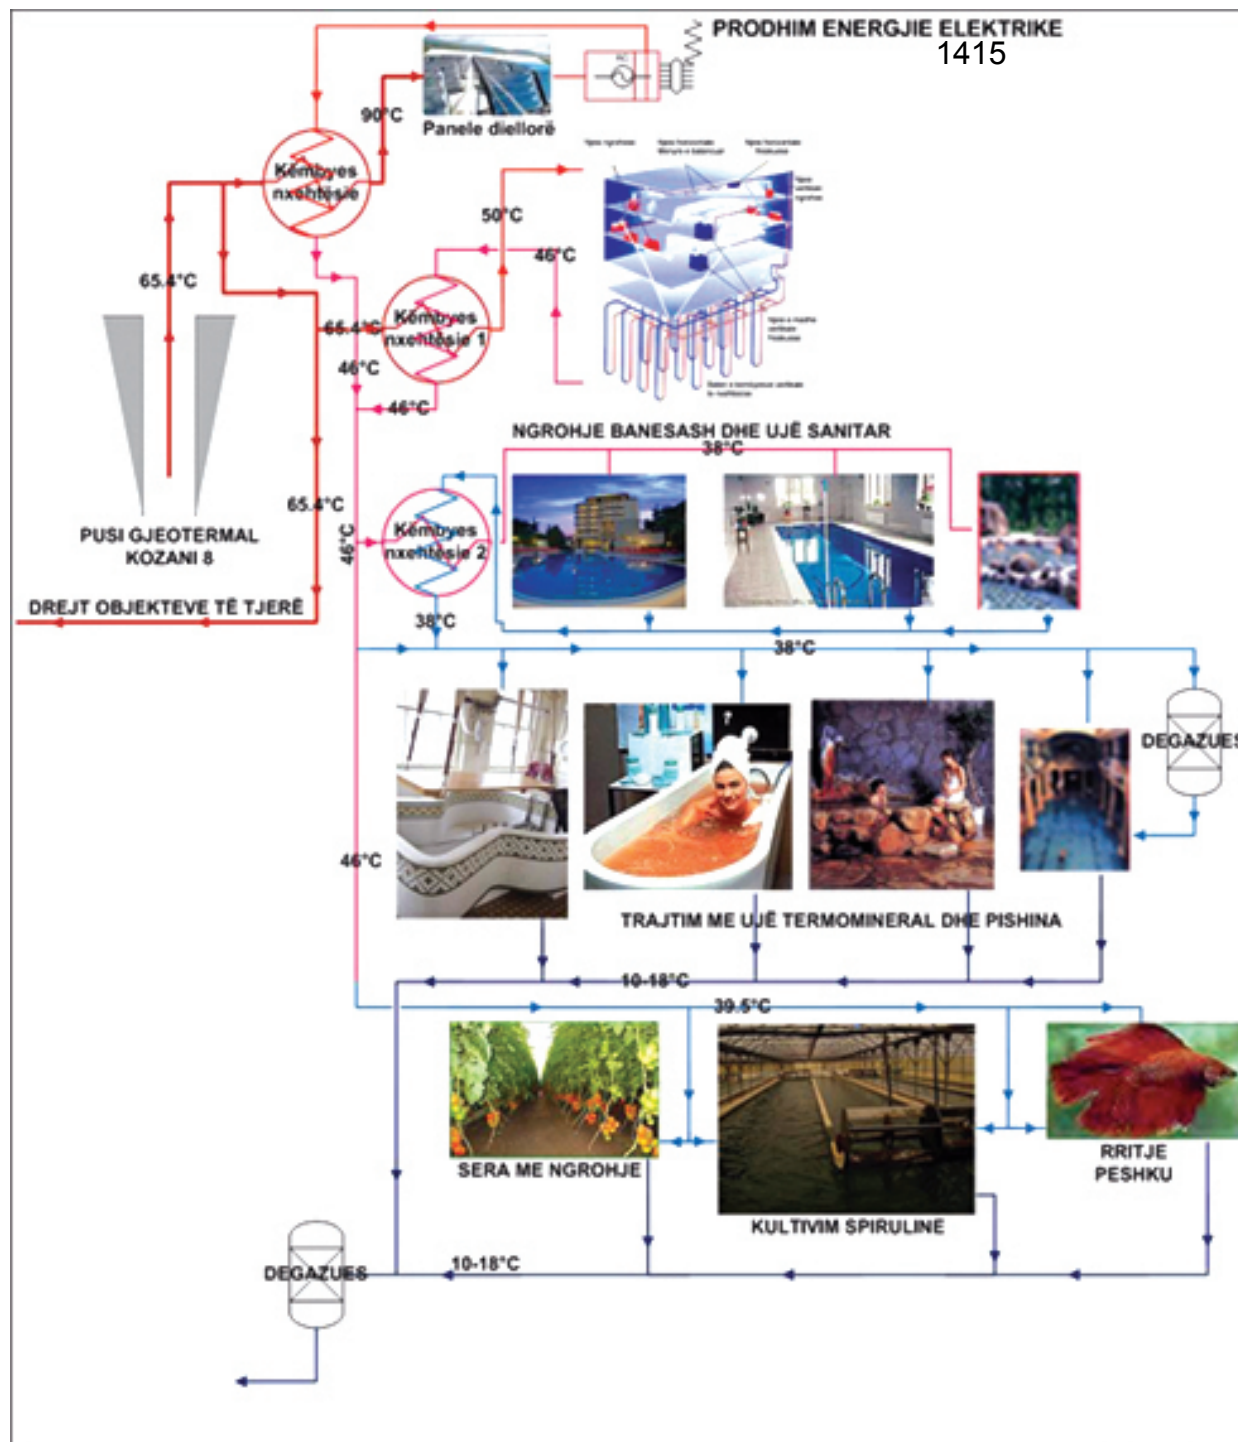 PRODHIM ENERGJIE ELEKTRIKE
1415
90°C
Panele diellorë
Këmbyes
nxehtësie
50°C
65.4°C
46°C
65.4°C
Këmbyes
nxehtësie 1
46°C
46°C
NGROHJE BANESASH DHE UJË SANITAR
38°C
65.4°C
PUSI GJEOTERMAL
KOZANI 8
46°C
Këmbyes
nxehtësie 2
DREJT OBJEKTEVE TË TJERË
38°C
38°C
DEGAZUES
46°C
TRAJTIM ME UJË TERMOMINERAL DHE PISHINA
10-18°C
39.5°C
SERA ME NGROHJE
RRITJE
PESHKU
KULTIVIM SPIRULINE
10-18°C
DEGAZUES